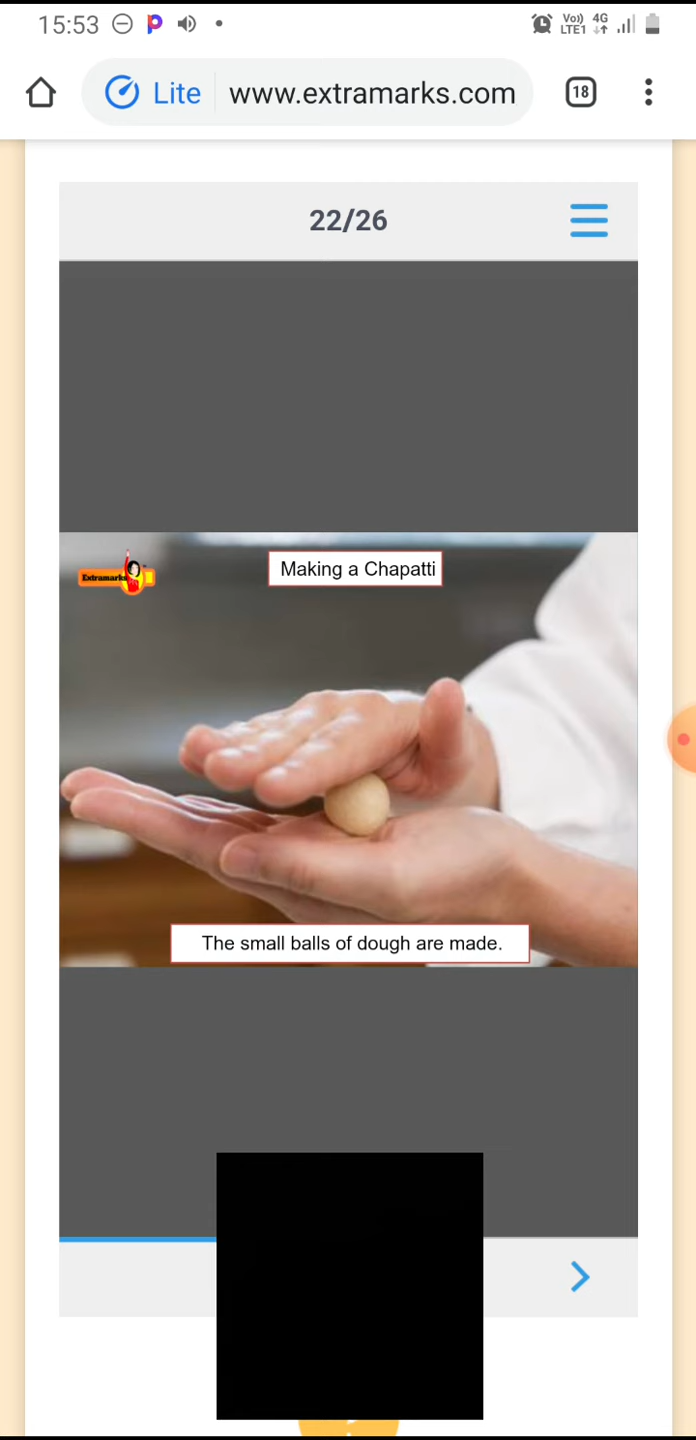 15:53
Vo)) 4G
LTE1
Lite www.extramarks.com 18
22/26
Extramarks
Making a Chapatti
The small balls of dough are made.